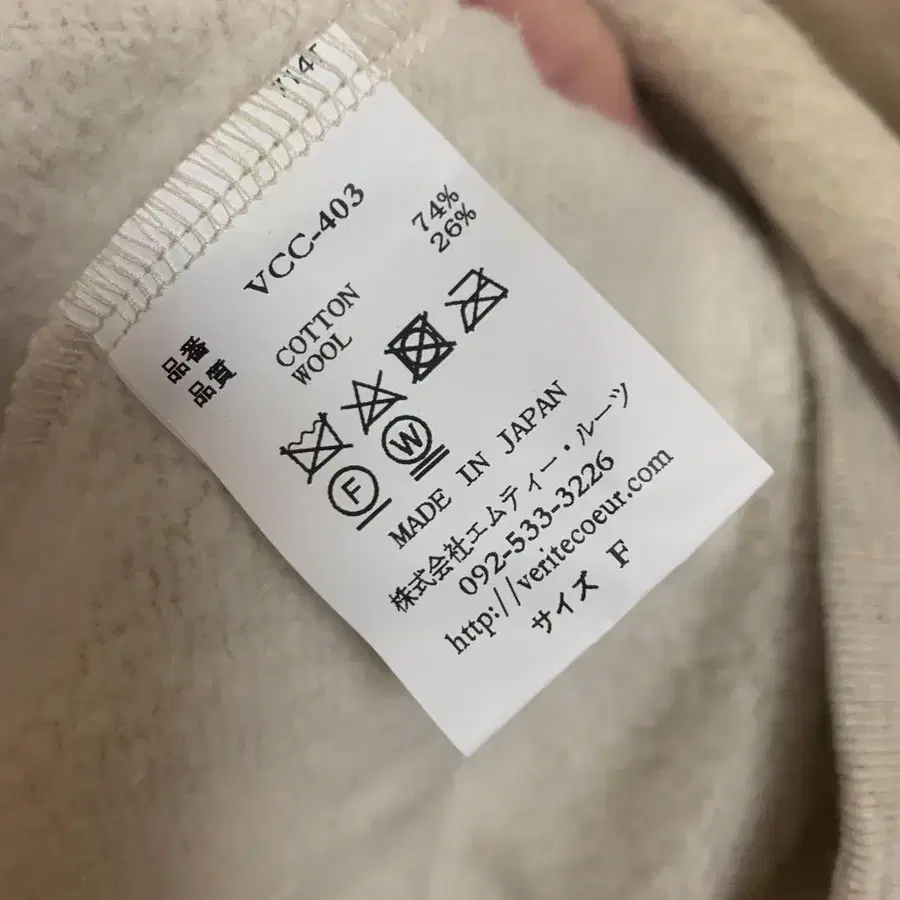 品番 VCC-403
品質 COTTON 74%
WOOL 26%
F W
MADE IN JAPAN
株式会社エムティー・ルーツ
092-533-3226
http://veritecoeur.com
サイズ F